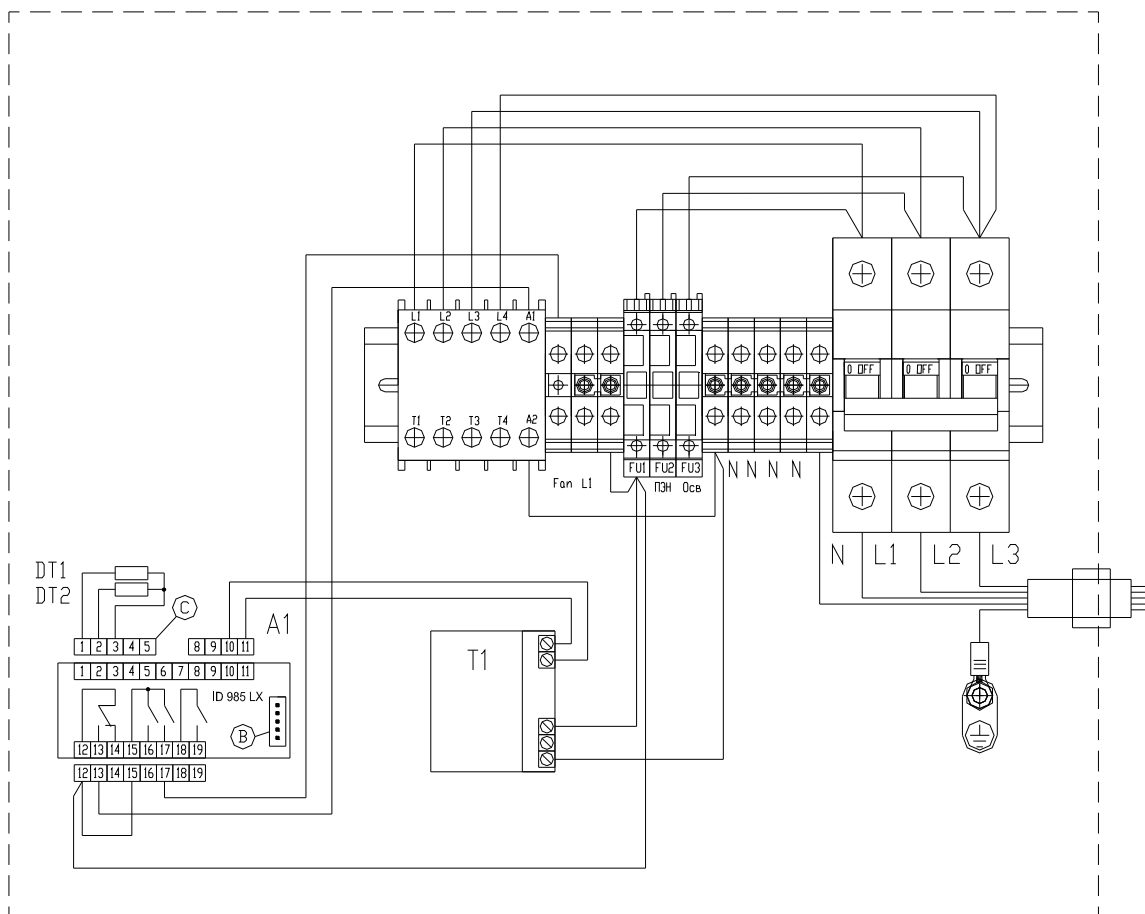 L1 L2 L3 L4 A1
0 OFF 0 OFF 0 OFF
T1 T2 T3 T4 A2
FU1 FU2 FU3 N N N N
Fan L1 ПЭН Осв
N L1 L2 L3
DT1
DT2
C
A1
1 2 3 4 5 8 9 10 11
T1
1 2 3 4 5 6 7 8 9 10 11
ID 985 LX
B
12 13 14 15 16 17 18 19
12 13 14 15 16 17 18 19